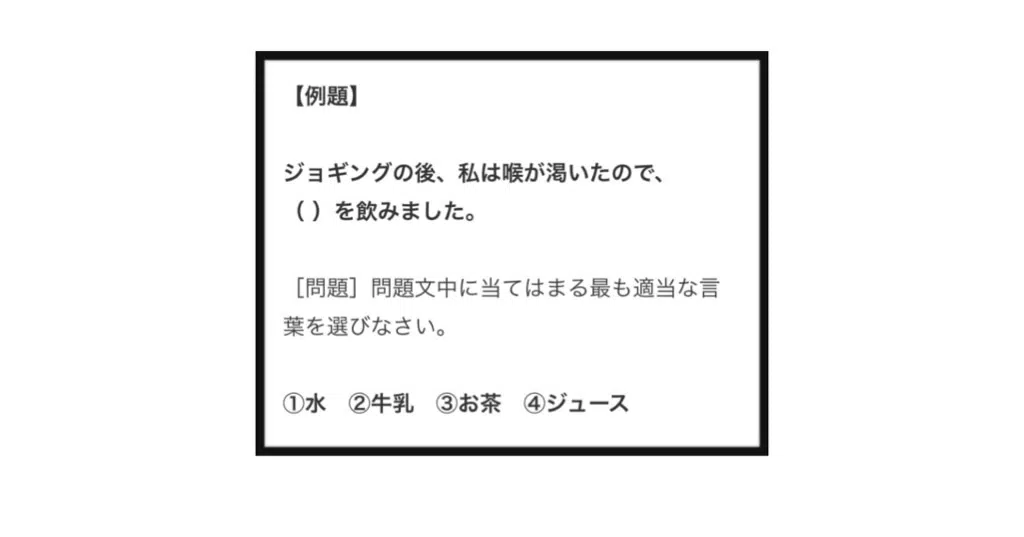 【例題】
ジョギングの後、私は喉が渇いたので、
（ ）を飲みました。
［問題］問題文中に当てはまる最も適当な言
葉を選びなさい。
①水　②牛乳　③お茶　④ジュース